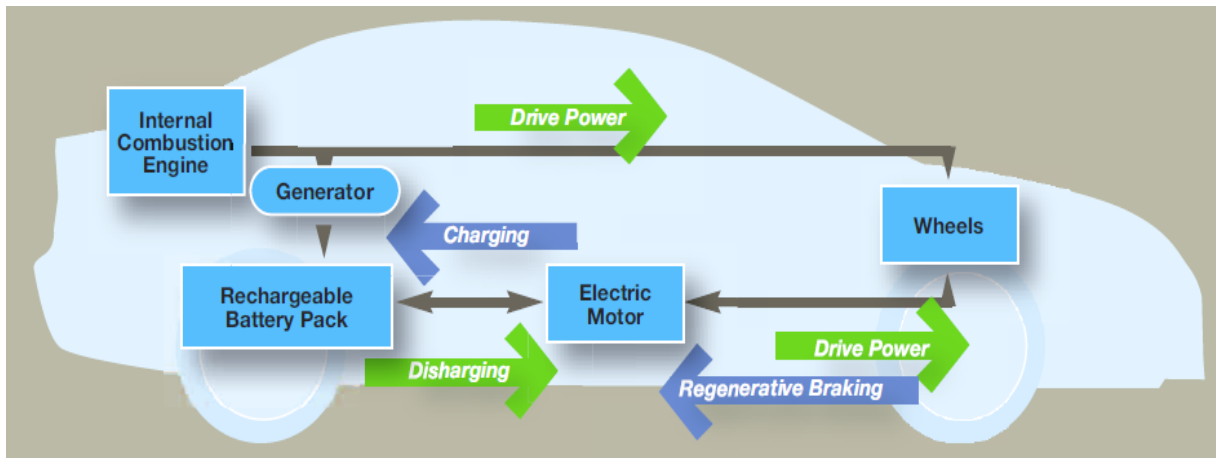 Internal
Combustion
Engine
Drive Power
Generator
Charging
Wheels
Rechargeable
Battery Pack
Electric
Motor
Disharging
Drive Power
Regenerative Braking